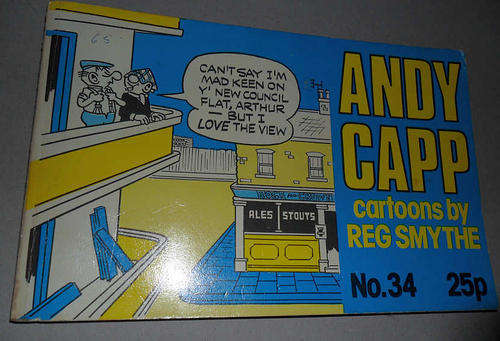 65
CAN'T SAY I'M
MAD KEEN ON
Y' NEW COUNCIL
FLAT, ARTHUR
— BUT I
LOVE THE VIEW
ALES STOUTS
ANDY
CAPP
cartoons by
REG SMYTHE
No.34 25p